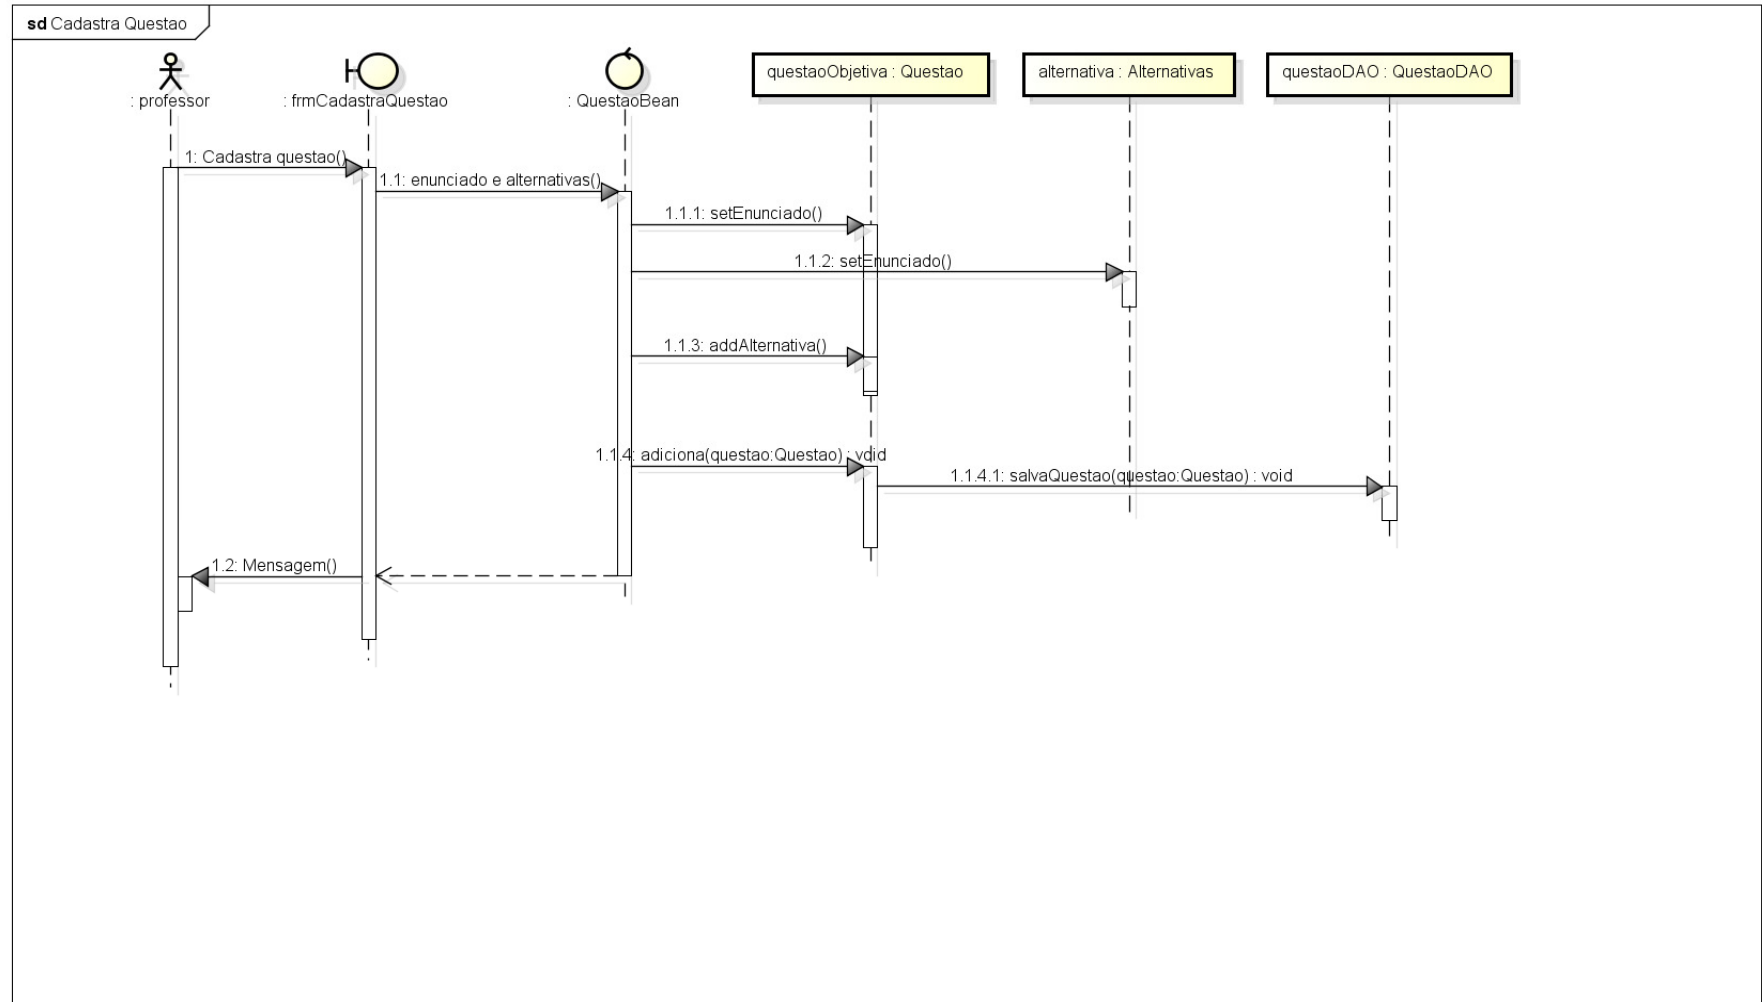 sd Cadastra Questao
: professor
: frmCadastraQuestao
: QuestaoBean
questaoObjetiva : Questao
alternativa : Alternativas
questaoDAO : QuestaoDAO
1: Cadastra questao()
1.1: enunciado e alternativas()
1.1.1: setEnunciado()
1.1.2: setEnunciado()
1.1.3: addAlternativa()
1.1.4: adiciona(questao:Questao) : void
1.1.4.1: salvaQuestao(questao:Questao) : void
1.2: Mensagem()